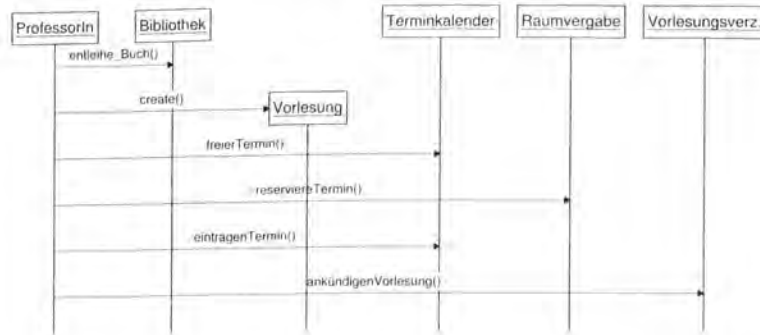 ProfessorIn
Bibliothek
Terminkalender
Raumvergabe
Vorlesungsverz.
entleihe_Buch()
create()
Vorlesung
freierTermin()
reserviereTermin()
eintragenTermin()
ankündigenVorlesung()